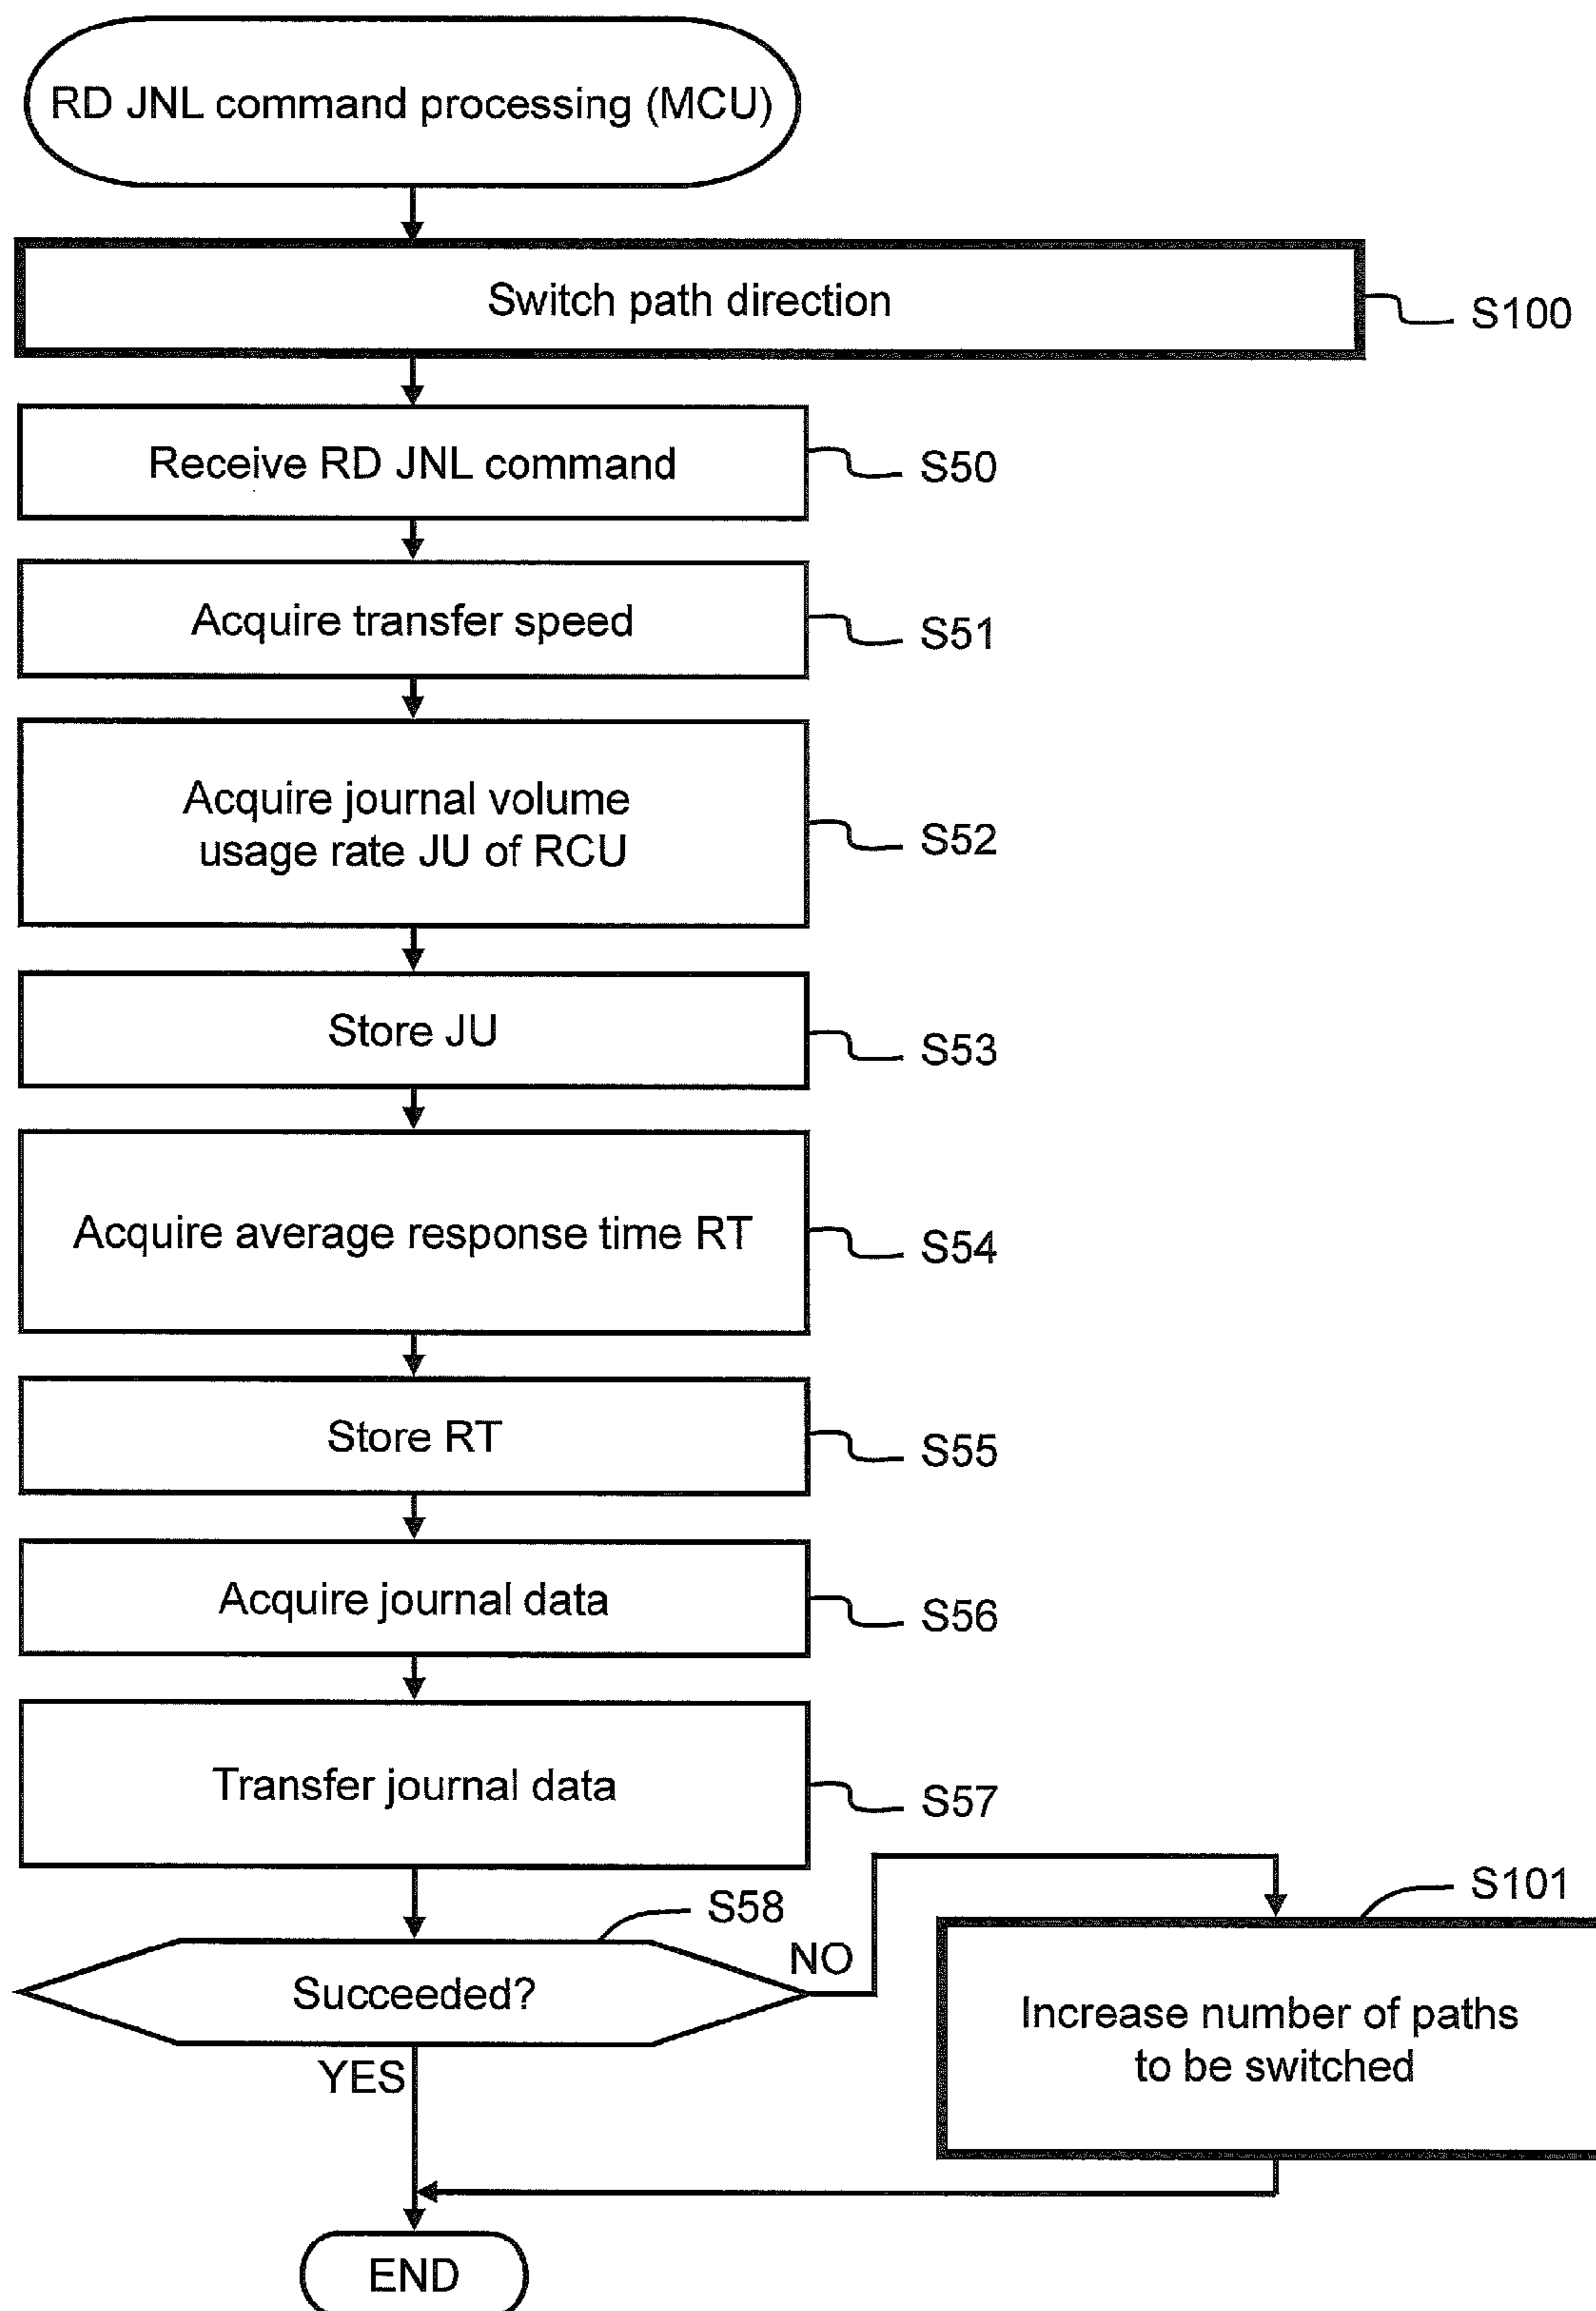 RD JNL command processing (MCU)
Switch path direction
S100
Receive RD JNL command
S50
Acquire transfer speed
S51
Acquire journal volume
usage rate JU of RCU
S52
Store JU
S53
Acquire average response time RT
S54
Store RT
S55
Acquire journal data
S56
Transfer journal data
S57
S58
S101
Succeeded?
NO
Increase number of paths
to be switched
YES
END